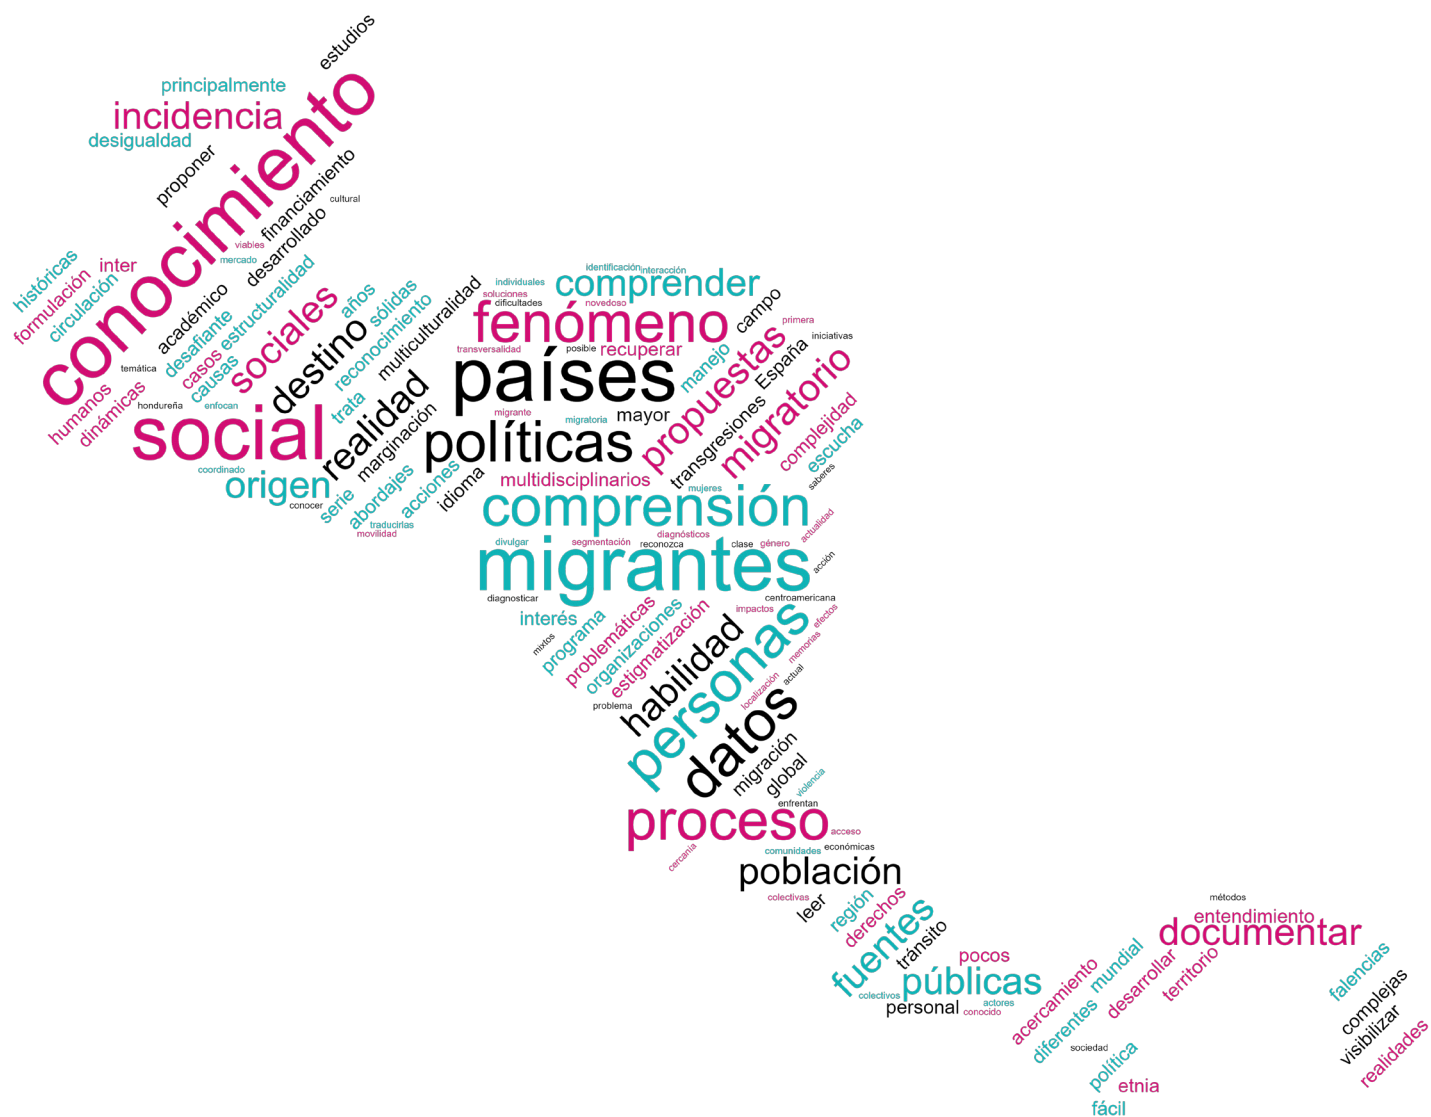 estudios
principalmente
incidencia
desigualdad
conocimiento
proponer
financiamiento
cultural
desarrollado
viables
mercado
históricas
inter
formulación
circulación
académico
estructuralidad
desafiante
casos
causas
sociales
años
sólidas
reconocimiento
multiculturalidad
destino
temática
humanos
dinámicas
hondureña
enfocan
trata
realidad
marginación
social
coordinado
origen
conocer
serie
abordajes
acciones
idioma
traducirlas
movilidad
identificación
interacción
individuales
comprender
soluciones
dificultades
novedoso
fenómeno
campo
primera
iniciativas
transversalidad
posible
recuperar
manejo
propuestas
España
países
migratorio
migrante
migratoria
mayor
políticas
transgresiones
complejidad
escucha
saberes
multidisciplinarios
mujeres
comprensión
actualidad
divulgar
segmentación
diagnósticos
reconozca
clase
género
migrantes
acción
diagnosticar
centroamericana
interés
impactos
efectos
mixtos
programa
problemáticas
organizaciones
estigmatización
habilidad
personas
memorias
problema
localización
actual
datos
migración
global
violencia
enfrentan
proceso
acceso
cercanía
comunidades
económicas
población
colectivas
leer
región
derechos
fuentes
tránsito
pocos
públicas
colectivos
personal
actores
conocido
métodos
entendimiento
documentar
acercamiento
mundial
desarrollar
territorio
diferentes
sociedad
política
etnia
fácil
falencias
complejas
visibilizar
realidades